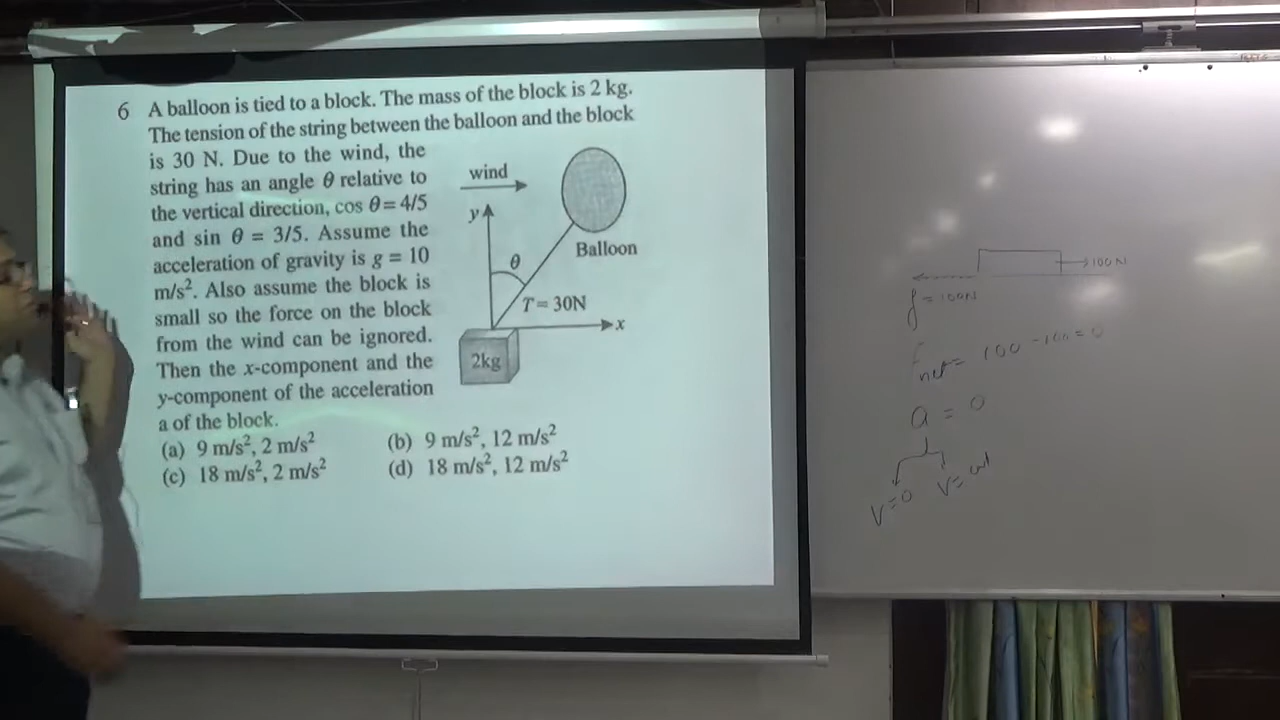 6 A balloon is tied to a block. The mass of the block is 2 kg.
The tension of the string between the balloon and the block
is 30 N. Due to the wind, the
string has an angle θ relative to
the vertical direction, cos θ = 4/5
and sin θ = 3/5. Assume the
acceleration of gravity is g = 10
m/s². Also assume the block is
small so the force on the block
from the wind can be ignored.
Then the x-component and the
y-component of the acceleration
a of the block.
wind
y
θ
Balloon
T = 30N
x
2kg
(a) 9 m/s², 2 m/s² (b) 9 m/s², 12 m/s²
(c) 18 m/s², 2 m/s² (d) 18 m/s², 12 m/s²
100N
f = 100N
Fnet = 100 - 100 = 0
a = 0
V = 0 V =